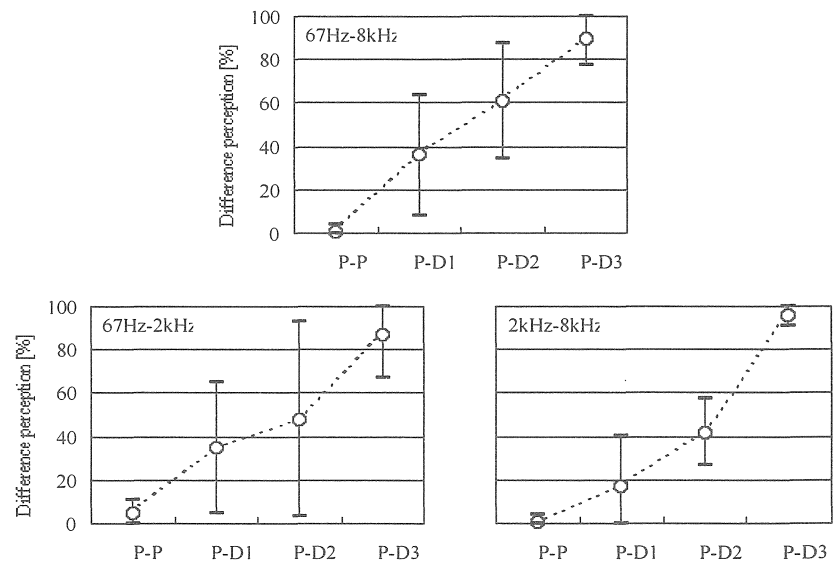 67Hz-8kHz
Difference perception [%]
100
80
60
40
20
0
P-P P-D1 P-D2 P-D3
67Hz-2kHz
Difference perception [%]
100
80
60
40
20
0
P-P P-D1 P-D2 P-D3
2kHz-8kHz
P-P P-D1 P-D2 P-D3